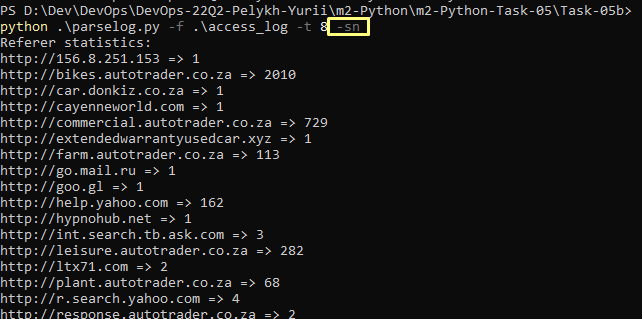 PS D:\Dev\DevOps\DevOps-22Q2-Pelykh-Yurii\m2-Python\m2-Python-Task-05\Task-05b>
python .\parselog.py -f .\access_log -t 8 -sn
Referer statistics:
http://156.8.251.153 => 1
http://bikes.autotrader.co.za => 2010
http://car.donkiz.co.za => 1
http://cayenneworld.com => 1
http://commercial.autotrader.co.za => 729
http://extendedwarrantyusedcar.xyz => 1
http://farm.autotrader.co.za => 113
http://go.mail.ru => 1
http://goo.gl => 1
http://help.yahoo.com => 162
http://hypnohub.net => 1
http://int.search.tb.ask.com => 3
http://leisure.autotrader.co.za => 282
http://ltx71.com => 2
http://plant.autotrader.co.za => 68
http://r.search.yahoo.com => 4
http://response.autotrader.co.za => 2